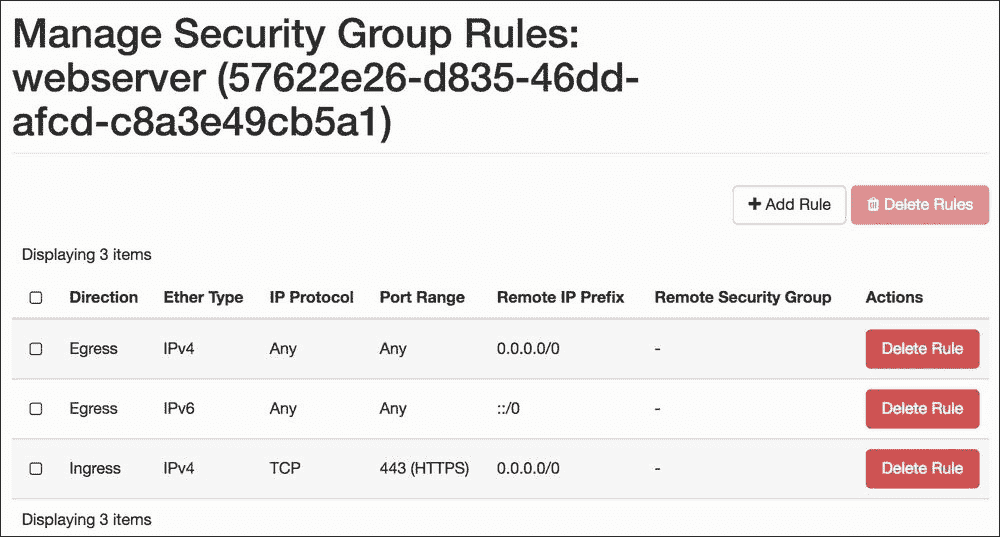 Manage Security Group Rules:
webserver (57622e26-d835-46dd-
afcd-c8a3e49cb5a1)
Add Rule Delete Rules
Displaying 3 items
Direction Ether Type IP Protocol Port Range Remote IP Prefix Remote Security Group Actions
Egress IPv4 Any Any 0.0.0.0/0 - Delete Rule
Egress IPv6 Any Any ::/0 - Delete Rule
Ingress IPv4 TCP 443 (HTTPS) 0.0.0.0/0 - Delete Rule
Displaying 3 items